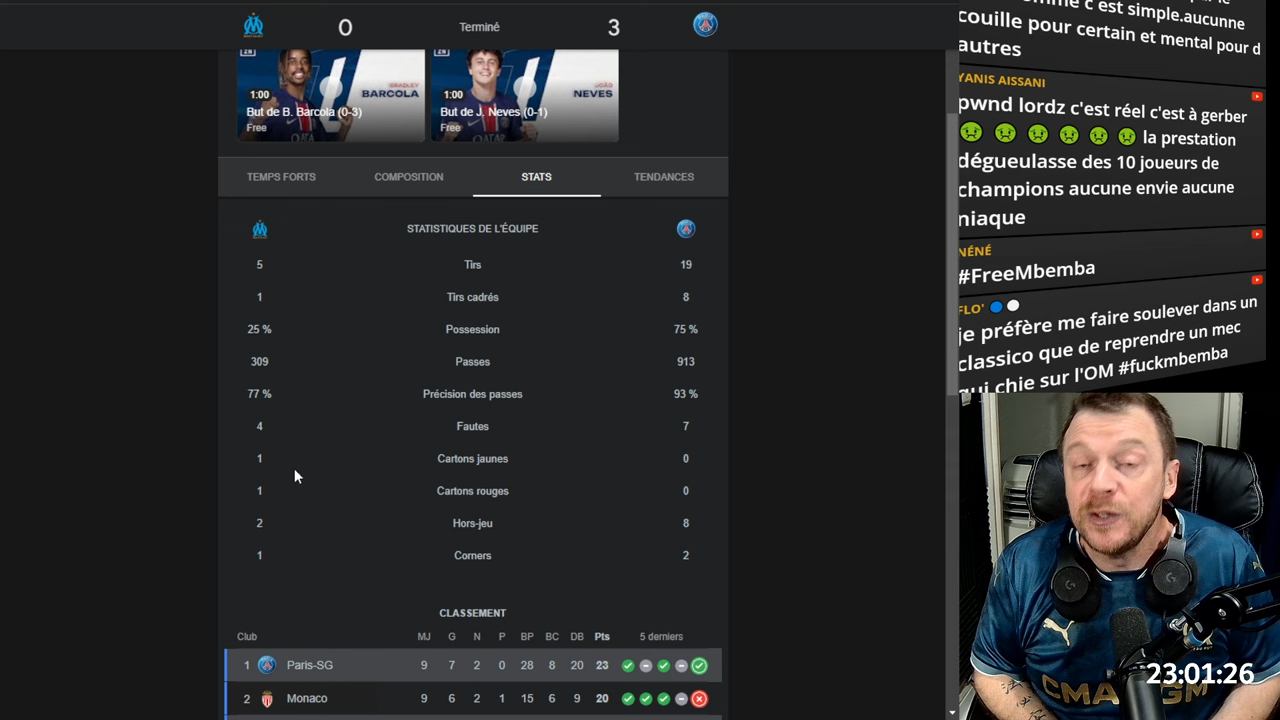 0 Terminé 3
1:00 BRADLEY BARCOLA
But de B. Barcola (0-3)
Free
1:00 JOÃO NEVES
But de J. Neves (0-1)
Free
TEMPS FORTS COMPOSITION STATS TENDANCES
STATISTIQUES DE L'ÉQUIPE
5 Tirs 19
1 Tirs cadrés 8
25 % Possession 75 %
309 Passes 913
77 % Précision des passes 93 %
4 Fautes 7
1 Cartons jaunes 0
1 Cartons rouges 0
2 Hors-jeu 8
1 Corners 2
CLASSEMENT
Club MJ G N P BP BC DB Pts 5 derniers
1 Paris-SG 9 7 2 0 28 8 20 23
2 Monaco 9 6 2 1 15 6 9 20
c est simple.aucunne
couille pour certain et mental pour d
autres
YANIS AISSANI
pwnd lordz c'est réel c'est à gerber
🤢 🤢 🤢 🤢 🤢 🤢 la prestation
dégueulasse des 10 joueurs de
champions aucune envie aucune
niaque
NÉNÉ
#FreeMbemba
FLO' 🔵 ⚪
je préfère me faire soulever dans un
classico que de reprendre un mec
qui chie sur l'OM #fuckmbemba
23:01:26